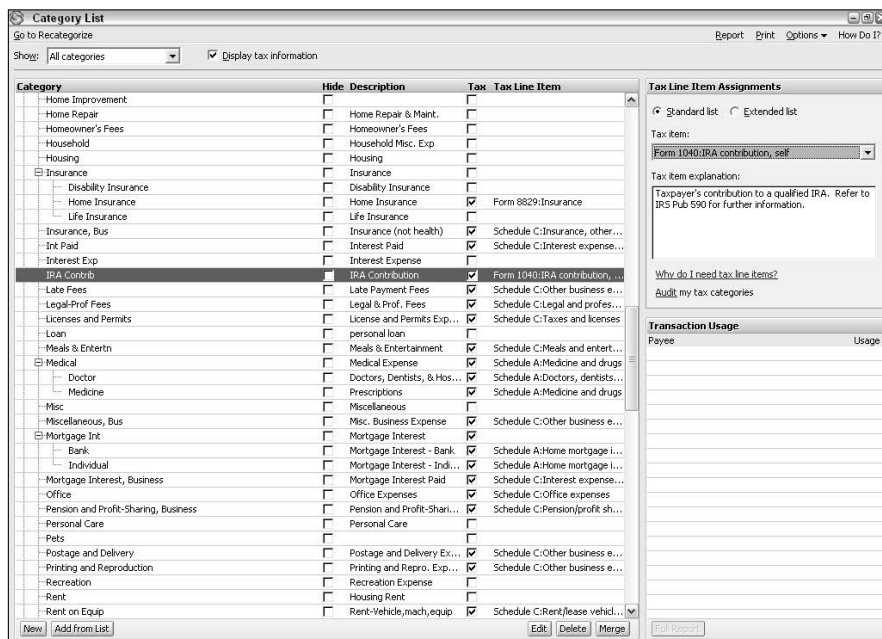 Category List
Go to Recategorize Report Print Options How Do I?
Show: All categories Display tax information
Category Hide Description Tax Tax Line Item
Home Improvement
Home Repair Home Repair & Maint.
Homeowner's Fees Homeowner's Fees
Household Household Misc. Exp
Housing Housing
Insurance Insurance
Disability Insurance Disability Insurance
Home Insurance Home Insurance Form 8829:Insurance
Life Insurance Life Insurance
Insurance, Bus Insurance (not health) Schedule C:Insurance, other...
Int Paid Interest Paid Schedule C:Interest expense...
Interest Exp Interest Expense
IRA Contrib IRA Contribution Form 1040:IRA contribution, ...
Late Fees Late Payment Fees Schedule C:Other business e...
Legal-Prof Fees Legal & Prof. Fees Schedule C:Legal and profes...
Licenses and Permits License and Permits Exp... Schedule C:Taxes and licenses
Loan personal loan
Meals & Entertn Meals & Entertainment Schedule C:Meals and entert...
Medical Medical Expense Schedule A:Medicine and drugs
Doctor Doctors, Dentists, & Hos... Schedule A:Doctors, dentists...
Medicine Prescriptions Schedule A:Medicine and drugs
Misc Miscellaneous
Miscellaneous, Bus Misc. Business Expense Schedule C:Other business e...
Mortgage Int Mortgage Interest
Bank Mortgage Interest - Bank Schedule A:Home mortgage i...
Individual Mortgage Interest - Indi... Schedule A:Home mortgage i...
Mortgage Interest, Business Mortgage Interest Paid Schedule C:Interest expense...
Office Office Expenses Schedule C:Office expenses
Pension and Profit-Sharing, Business Pension and Profit-Shari... Schedule C:Pension/profit sh...
Personal Care Personal Care
Pets
Postage and Delivery Postage and Delivery Ex... Schedule C:Other business e...
Printing and Reproduction Printing and Repro. Exp... Schedule C:Other business e...
Recreation Recreation Expense
Rent Housing Rent
Rent on Equip Rent-Vehicle,mach,equip Schedule C:Rent/lease vehicl...
New Add from List Edit Delete Merge
Tax Line Item Assignments
Standard list Extended list
Tax item:
Form 1040:IRA contribution, self
Tax item explanation:
Taxpayer's contribution to a qualified IRA. Refer to
IRS Pub 590 for further information.
Why do I need tax line items?
Audit my tax categories
Transaction Usage
Payee Usage
Full Report